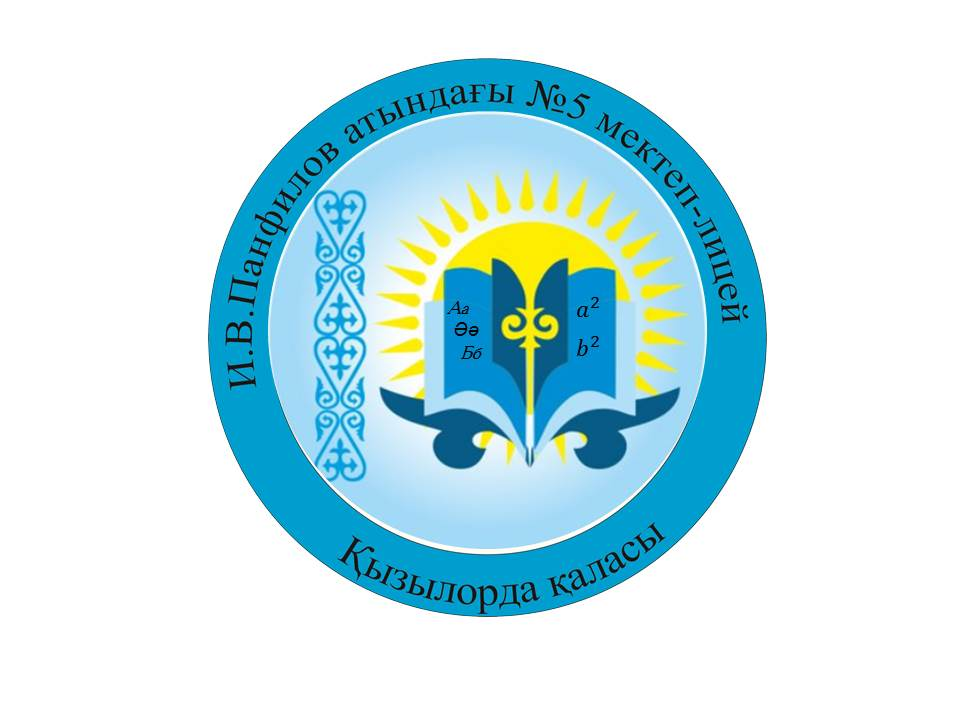 И.В.Панфилов атындағы №5 мектеп-лицей
Аа
Әә
Бб
a²
b²
Қызылорда қаласы